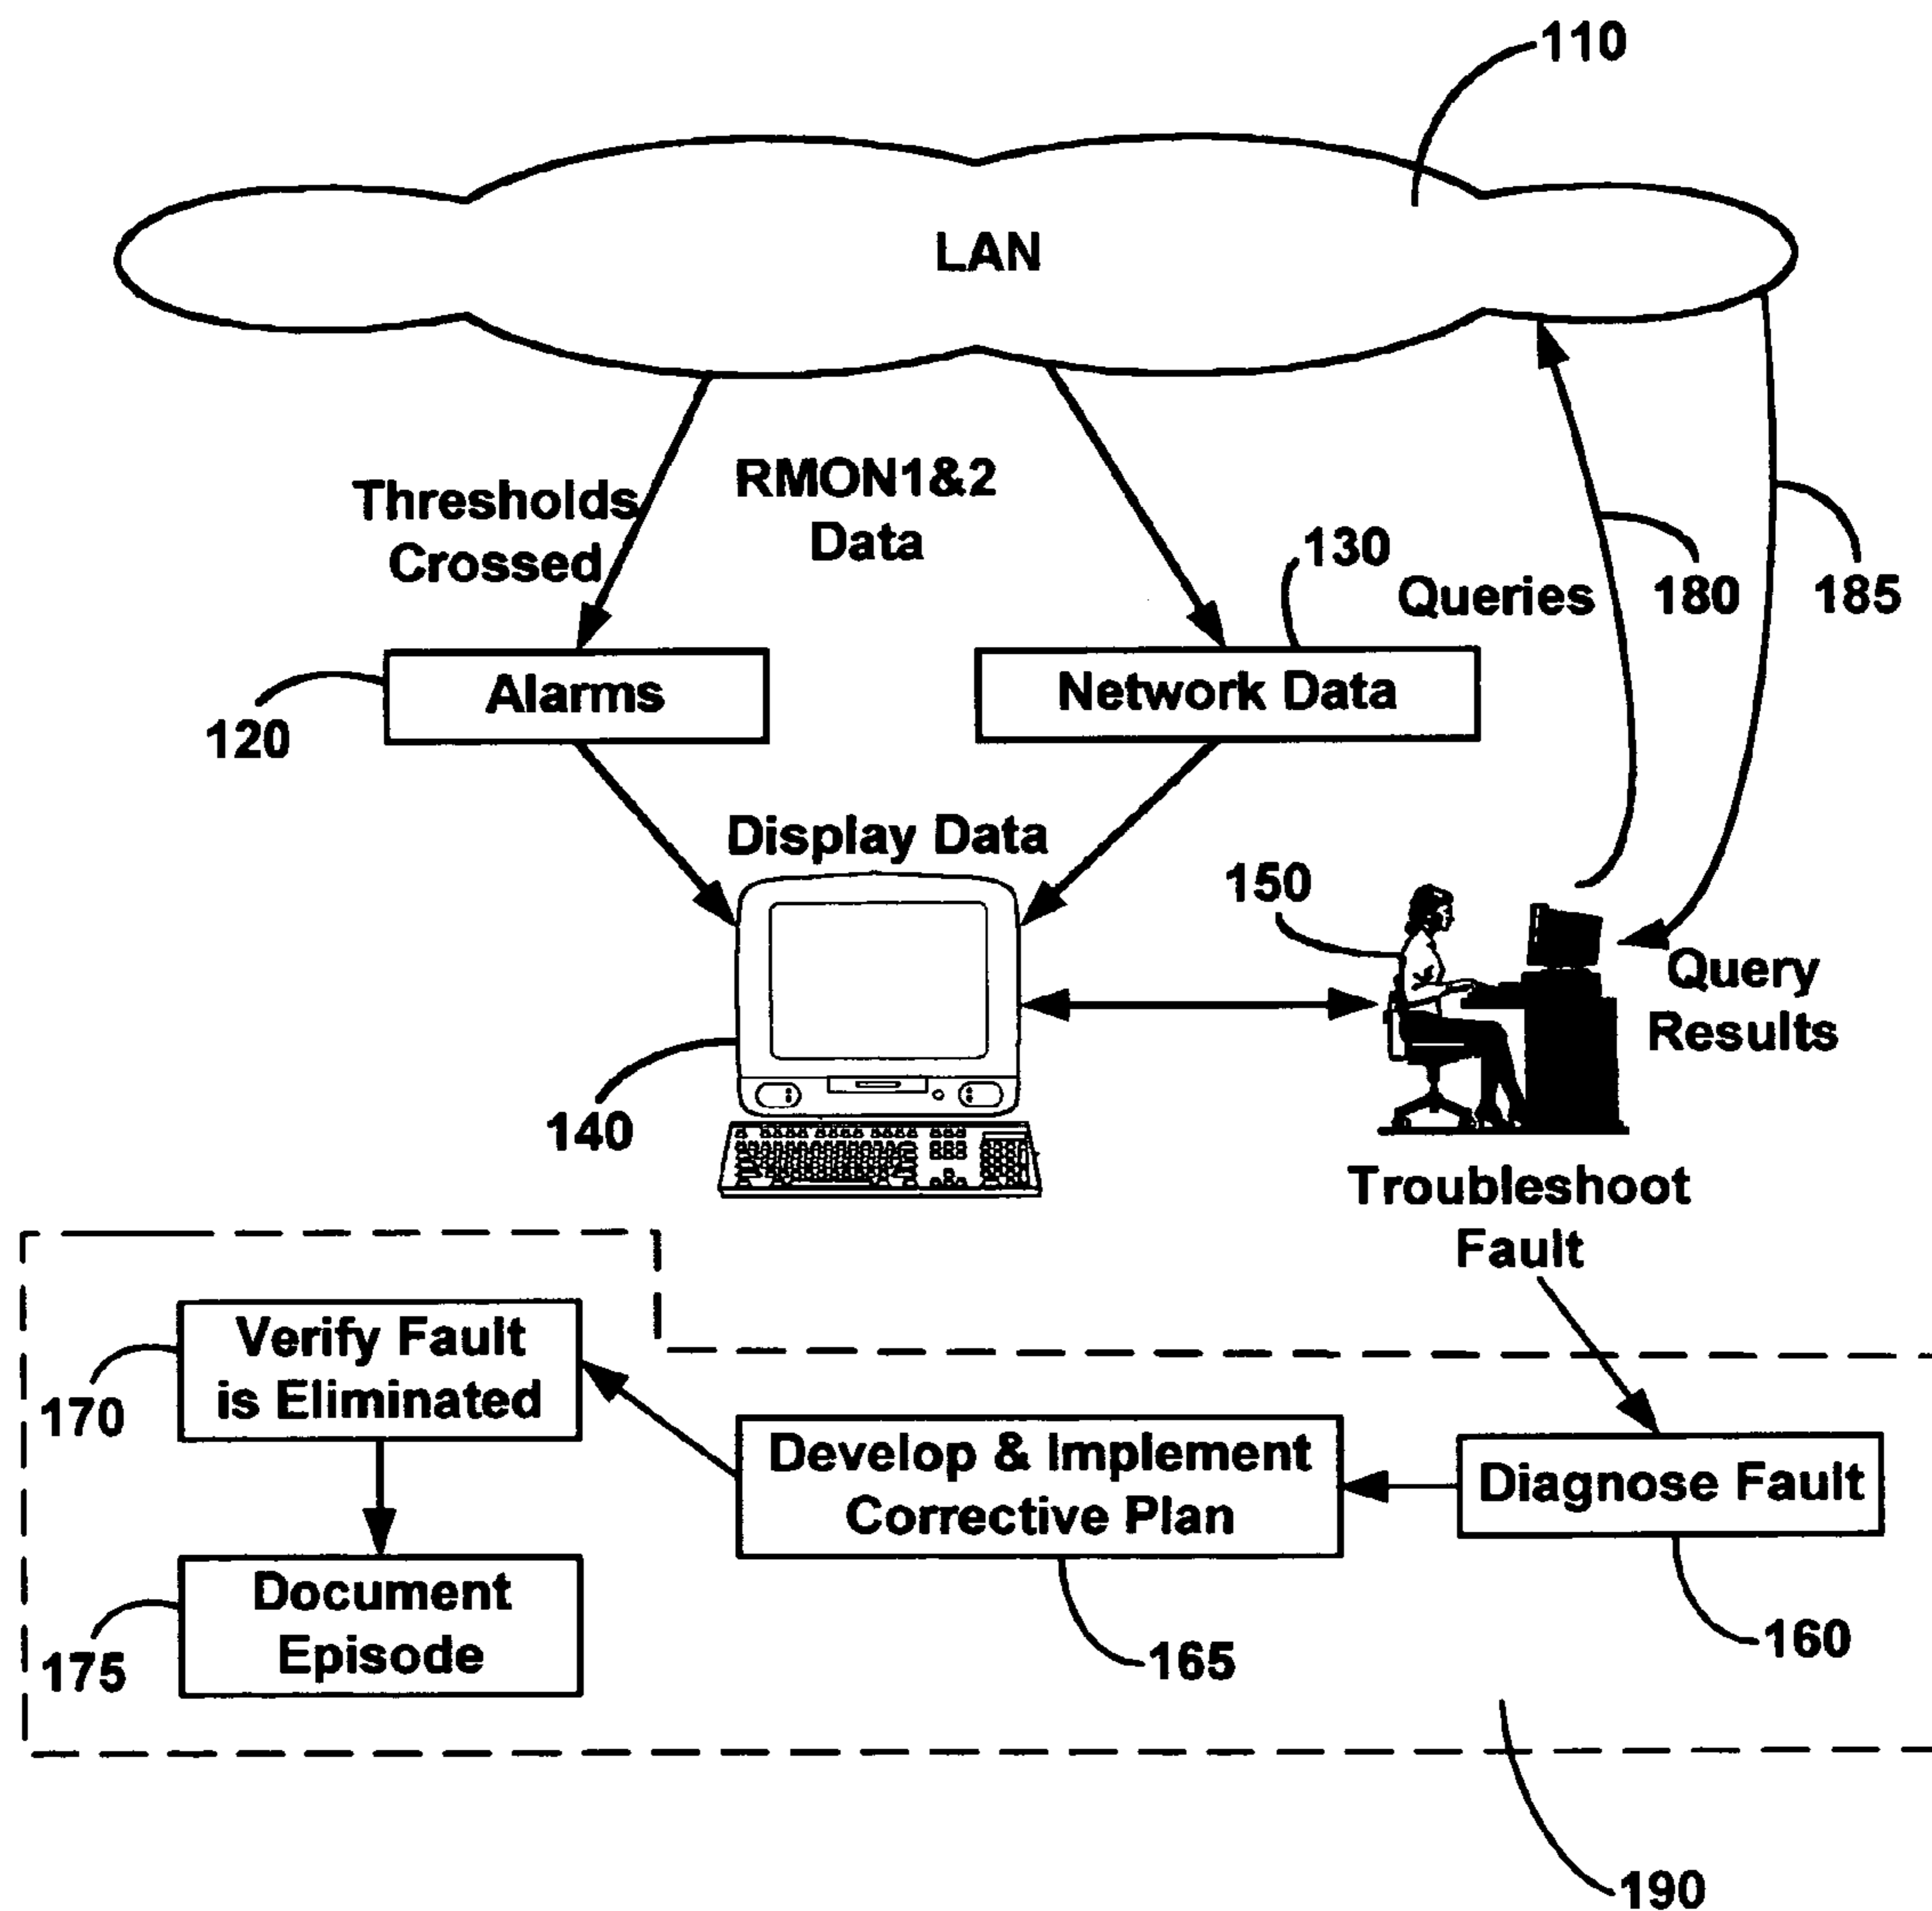 110
LAN
Thresholds
Crossed
RMON1&2
Data
130
Queries
180
185
Alarms
Network Data
120
Display Data
150
Query
Results
140
Troubleshoot
Fault
Verify Fault
is Eliminated
170
Develop & Implement
Corrective Plan
Diagnose Fault
Document
Episode
175
165
160
190